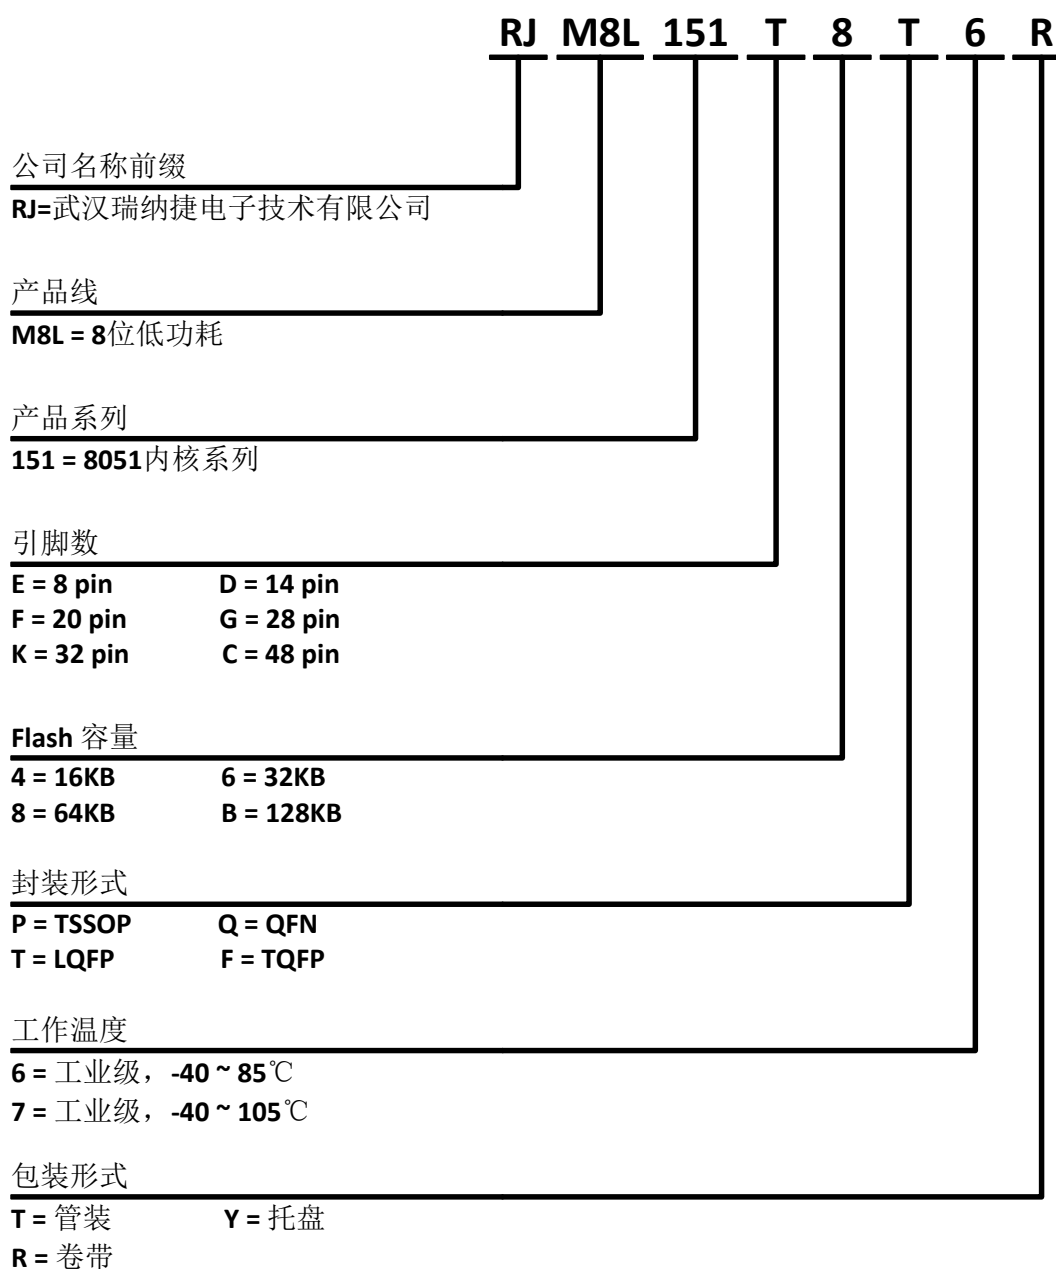 RJ M8L 151 T 8 T 6 R
公司名称前缀
RJ=武汉瑞纳捷电子技术有限公司
产品线
M8L = 8位低功耗
产品系列
151 = 8051内核系列
引脚数
E = 8 pin D = 14 pin
F = 20 pin G = 28 pin
K = 32 pin C = 48 pin
Flash 容量
4 = 16KB 6 = 32KB
8 = 64KB B = 128KB
封装形式
P = TSSOP Q = QFN
T = LQFP F = TQFP
工作温度
6 = 工业级，-40 ~ 85℃
7 = 工业级，-40 ~ 105℃
包装形式
T = 管装 Y = 托盘
R = 卷带